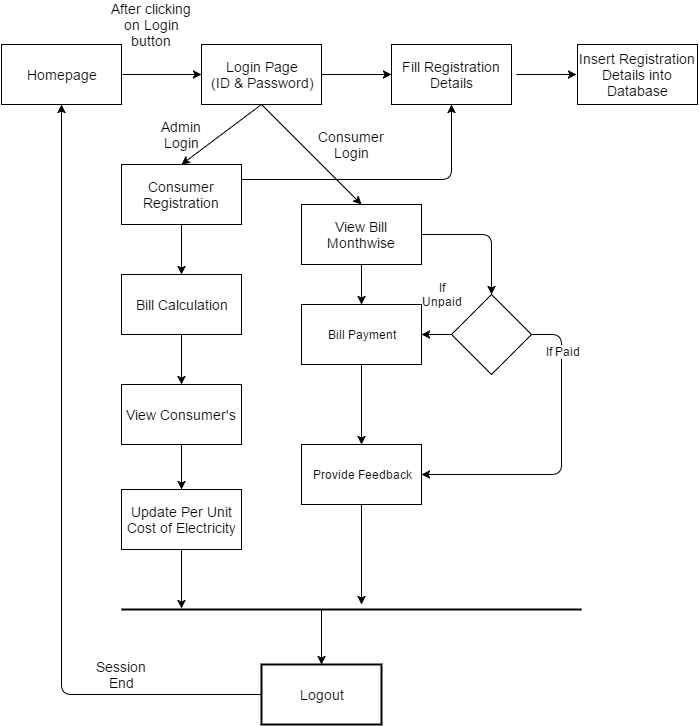 After clicking
on Login
button
Homepage
Login Page
(ID & Password)
Fill Registration
Details
Insert Registration
Details into
Database
Admin
Login
Consumer
Login
Consumer
Registration
View Bill
Monthwise
Bill Calculation
If
Unpaid
Bill Payment
If Paid
View Consumer's
Provide Feedback
Update Per Unit
Cost of Electricity
Session
End
Logout